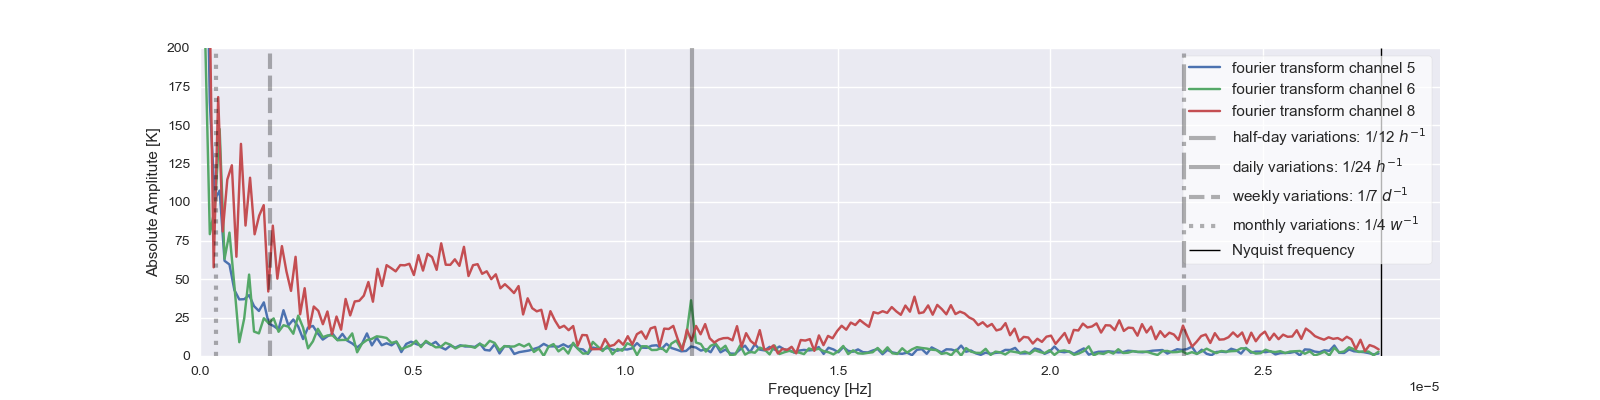 200
175
150
125
100
75
50
25
0
Absolute Amplitude [K]
fourier transform channel 5
fourier transform channel 6
fourier transform channel 8
half-day variations: 1/12 h⁻¹
daily variations: 1/24 h⁻¹
weekly variations: 1/7 d⁻¹
monthly variations: 1/4 w⁻¹
Nyquist frequency
0.0 0.5 1.0 1.5 2.0 2.5
1e−5
Frequency [Hz]